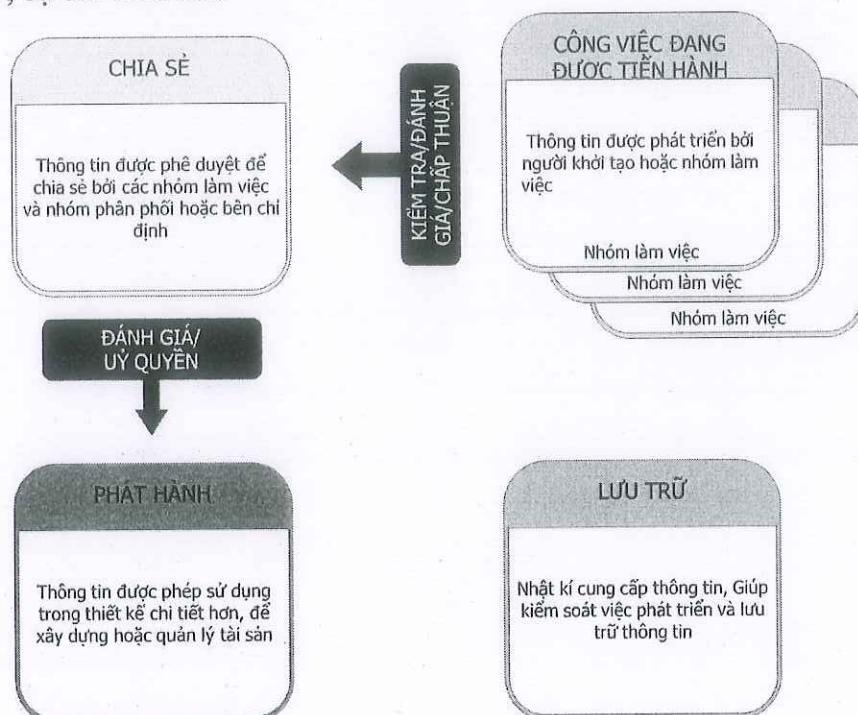 CHIA SẺ
Thông tin được phê duyệt để
chia sẻ bởi các nhóm làm việc
và nhóm phân phối hoặc bên chỉ
định
KIỂM TRA/ĐÁNH
GIÁ/CHẤP THUẬN
CÔNG VIỆC ĐANG
ĐƯỢC TIẾN HÀNH
Thông tin được phát triển bởi
người khởi tạo hoặc nhóm làm
việc
Nhóm làm việc
Nhóm làm việc
Nhóm làm việc
ĐÁNH GIÁ/
UỶ QUYỀN
PHÁT HÀNH
Thông tin được phép sử dụng
trong thiết kế chi tiết hơn, để
xây dựng hoặc quản lý tài sản
LƯU TRỮ
Nhật kí cung cấp thông tin, Giúp
kiểm soát việc phát triển và lưu
trữ thông tin